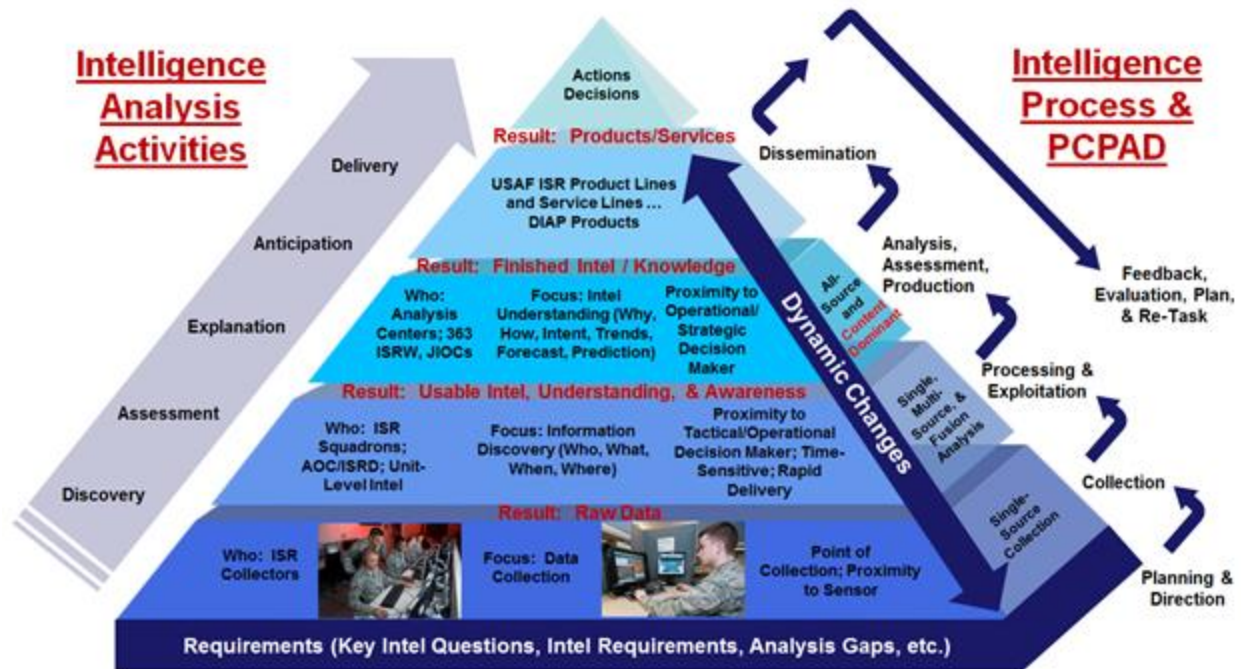 Intelligence
Analysis
Activities
Delivery
Anticipation
Explanation
Assessment
Discovery
Actions
Decisions
Result: Products/Services
USAF ISR Product Lines
and Service Lines ...
DIAP Products
Result: Finished Intel / Knowledge
Who:
Analysis
Centers; 363
ISRW, JIOCs
Focus: Intel
Understanding (Why,
How, Intent, Trends,
Forecast, Prediction)
Proximity to
Operational/
Strategic
Decision
Maker
Result: Usable Intel, Understanding, & Awareness
Who: ISR
Squadrons;
AOC/ISRD; Unit-
Level Intel
Focus: Information
Discovery (Who, What,
When, Where)
Proximity to
Tactical/Operational
Decision Maker; Time-
Sensitive; Rapid
Delivery
Result: Raw Data
Who: ISR
Collectors
Focus: Data
Collection
Point of
Collection; Proximity
to Sensor
Requirements (Key Intel Questions, Intel Requirements, Analysis Gaps, etc.)
Dynamic Changes
All-
Source
and
Content
Dominant
Single,
Multi-
Source, &
Fusion
Analysis
Single-
Source
Collection
Intelligence
Process &
PCPAD
Dissemination
Analysis,
Assessment,
Production
Feedback,
Evaluation, Plan,
& Re-Task
Processing &
Exploitation
Collection
Planning &
Direction